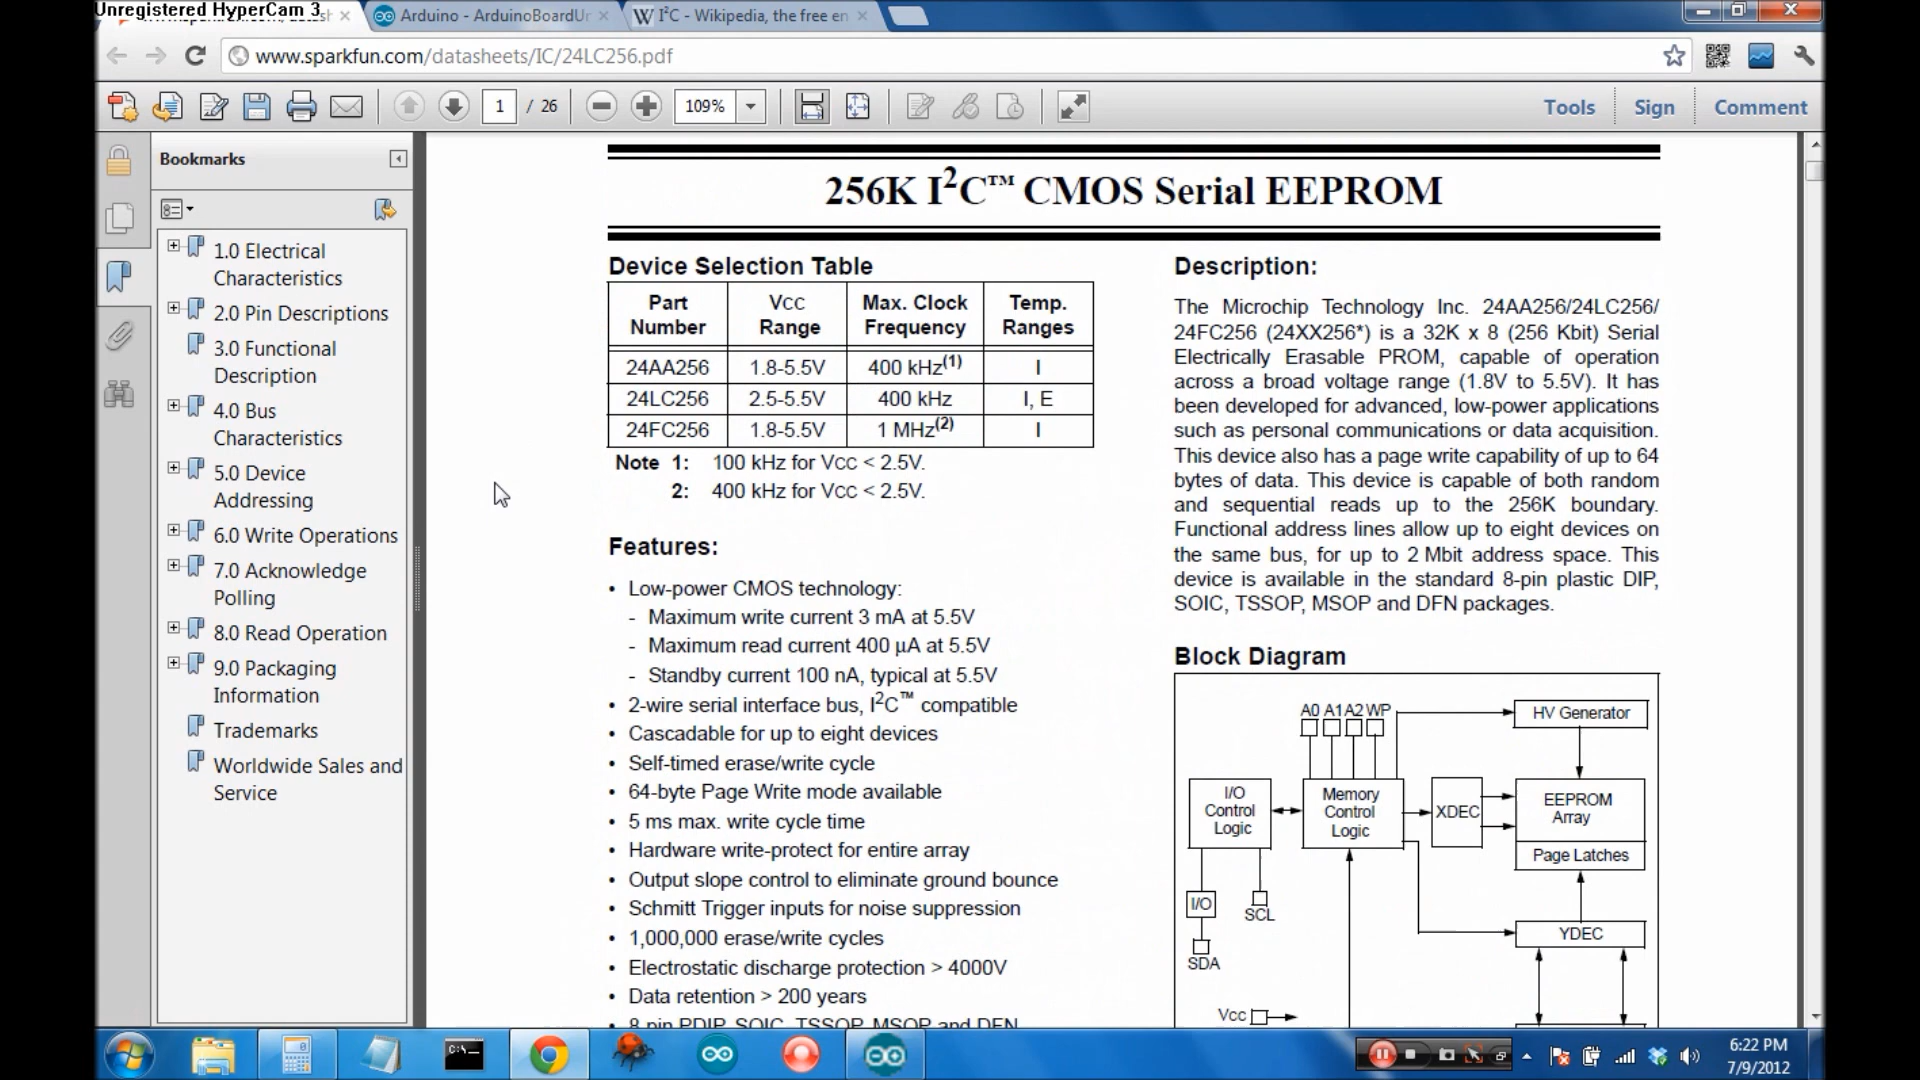 Unregistered HyperCam 3
Arduino - ArduinoBoardUn
I²C - Wikipedia, the free en
www.sparkfun.com/datasheets/IC/24LC256.pdf
1 / 26
109%
Tools
Sign
Comment
Bookmarks
1.0 Electrical
Characteristics
2.0 Pin Descriptions
3.0 Functional
Description
4.0 Bus
Characteristics
5.0 Device
Addressing
6.0 Write Operations
7.0 Acknowledge
Polling
8.0 Read Operation
9.0 Packaging
Information
Trademarks
Worldwide Sales and
Service
256K I²C™ CMOS Serial EEPROM
Device Selection Table
Part Number | VCC Range | Max. Clock Frequency | Temp. Ranges
24AA256 | 1.8-5.5V | 400 kHz(1) | I
24LC256 | 2.5-5.5V | 400 kHz | I, E
24FC256 | 1.8-5.5V | 1 MHz(2) | I
Note 1: 100 kHz for VCC < 2.5V.
2: 400 kHz for VCC < 2.5V.
Features:
• Low-power CMOS technology:
- Maximum write current 3 mA at 5.5V
- Maximum read current 400 µA at 5.5V
- Standby current 100 nA, typical at 5.5V
• 2-wire serial interface bus, I²C™ compatible
• Cascadable for up to eight devices
• Self-timed erase/write cycle
• 64-byte Page Write mode available
• 5 ms max. write cycle time
• Hardware write-protect for entire array
• Output slope control to eliminate ground bounce
• Schmitt Trigger inputs for noise suppression
• 1,000,000 erase/write cycles
• Electrostatic discharge protection > 4000V
• Data retention > 200 years
• 8-pin PDIP, SOIC, TSSOP, MSOP and DFN
Description:
The Microchip Technology Inc. 24AA256/24LC256/
24FC256 (24XX256*) is a 32K x 8 (256 Kbit) Serial
Electrically Erasable PROM, capable of operation
across a broad voltage range (1.8V to 5.5V). It has
been developed for advanced, low-power applications
such as personal communications or data acquisition.
This device also has a page write capability of up to 64
bytes of data. This device is capable of both random
and sequential reads up to the 256K boundary.
Functional address lines allow up to eight devices on
the same bus, for up to 2 Mbit address space. This
device is available in the standard 8-pin plastic DIP,
SOIC, TSSOP, MSOP and DFN packages.
Block Diagram
A0 A1 A2 WP
HV Generator
I/O
Control
Logic
Memory
Control
Logic
XDEC
EEPROM
Array
Page Latches
I/O
SCL
SDA
YDEC
Vcc
C:\_
6:22 PM
7/9/2012